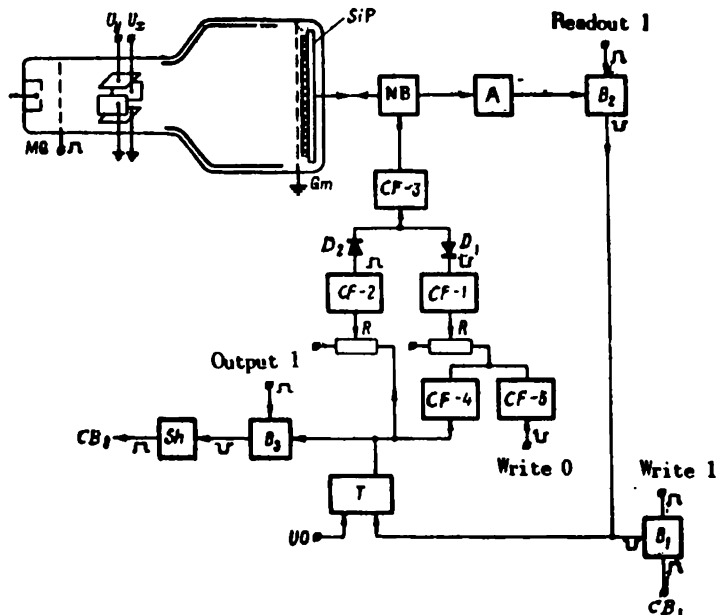 Uy Ux
SiP
Readout 1
MG
Gm
NB
A
B2
CF-3
D2
D1
CF-2
CF-1
R
R
Output 1
CF-4
CF-5
CB0
Sh
B3
Write 0
Write 1
T
UO
B1
CB1